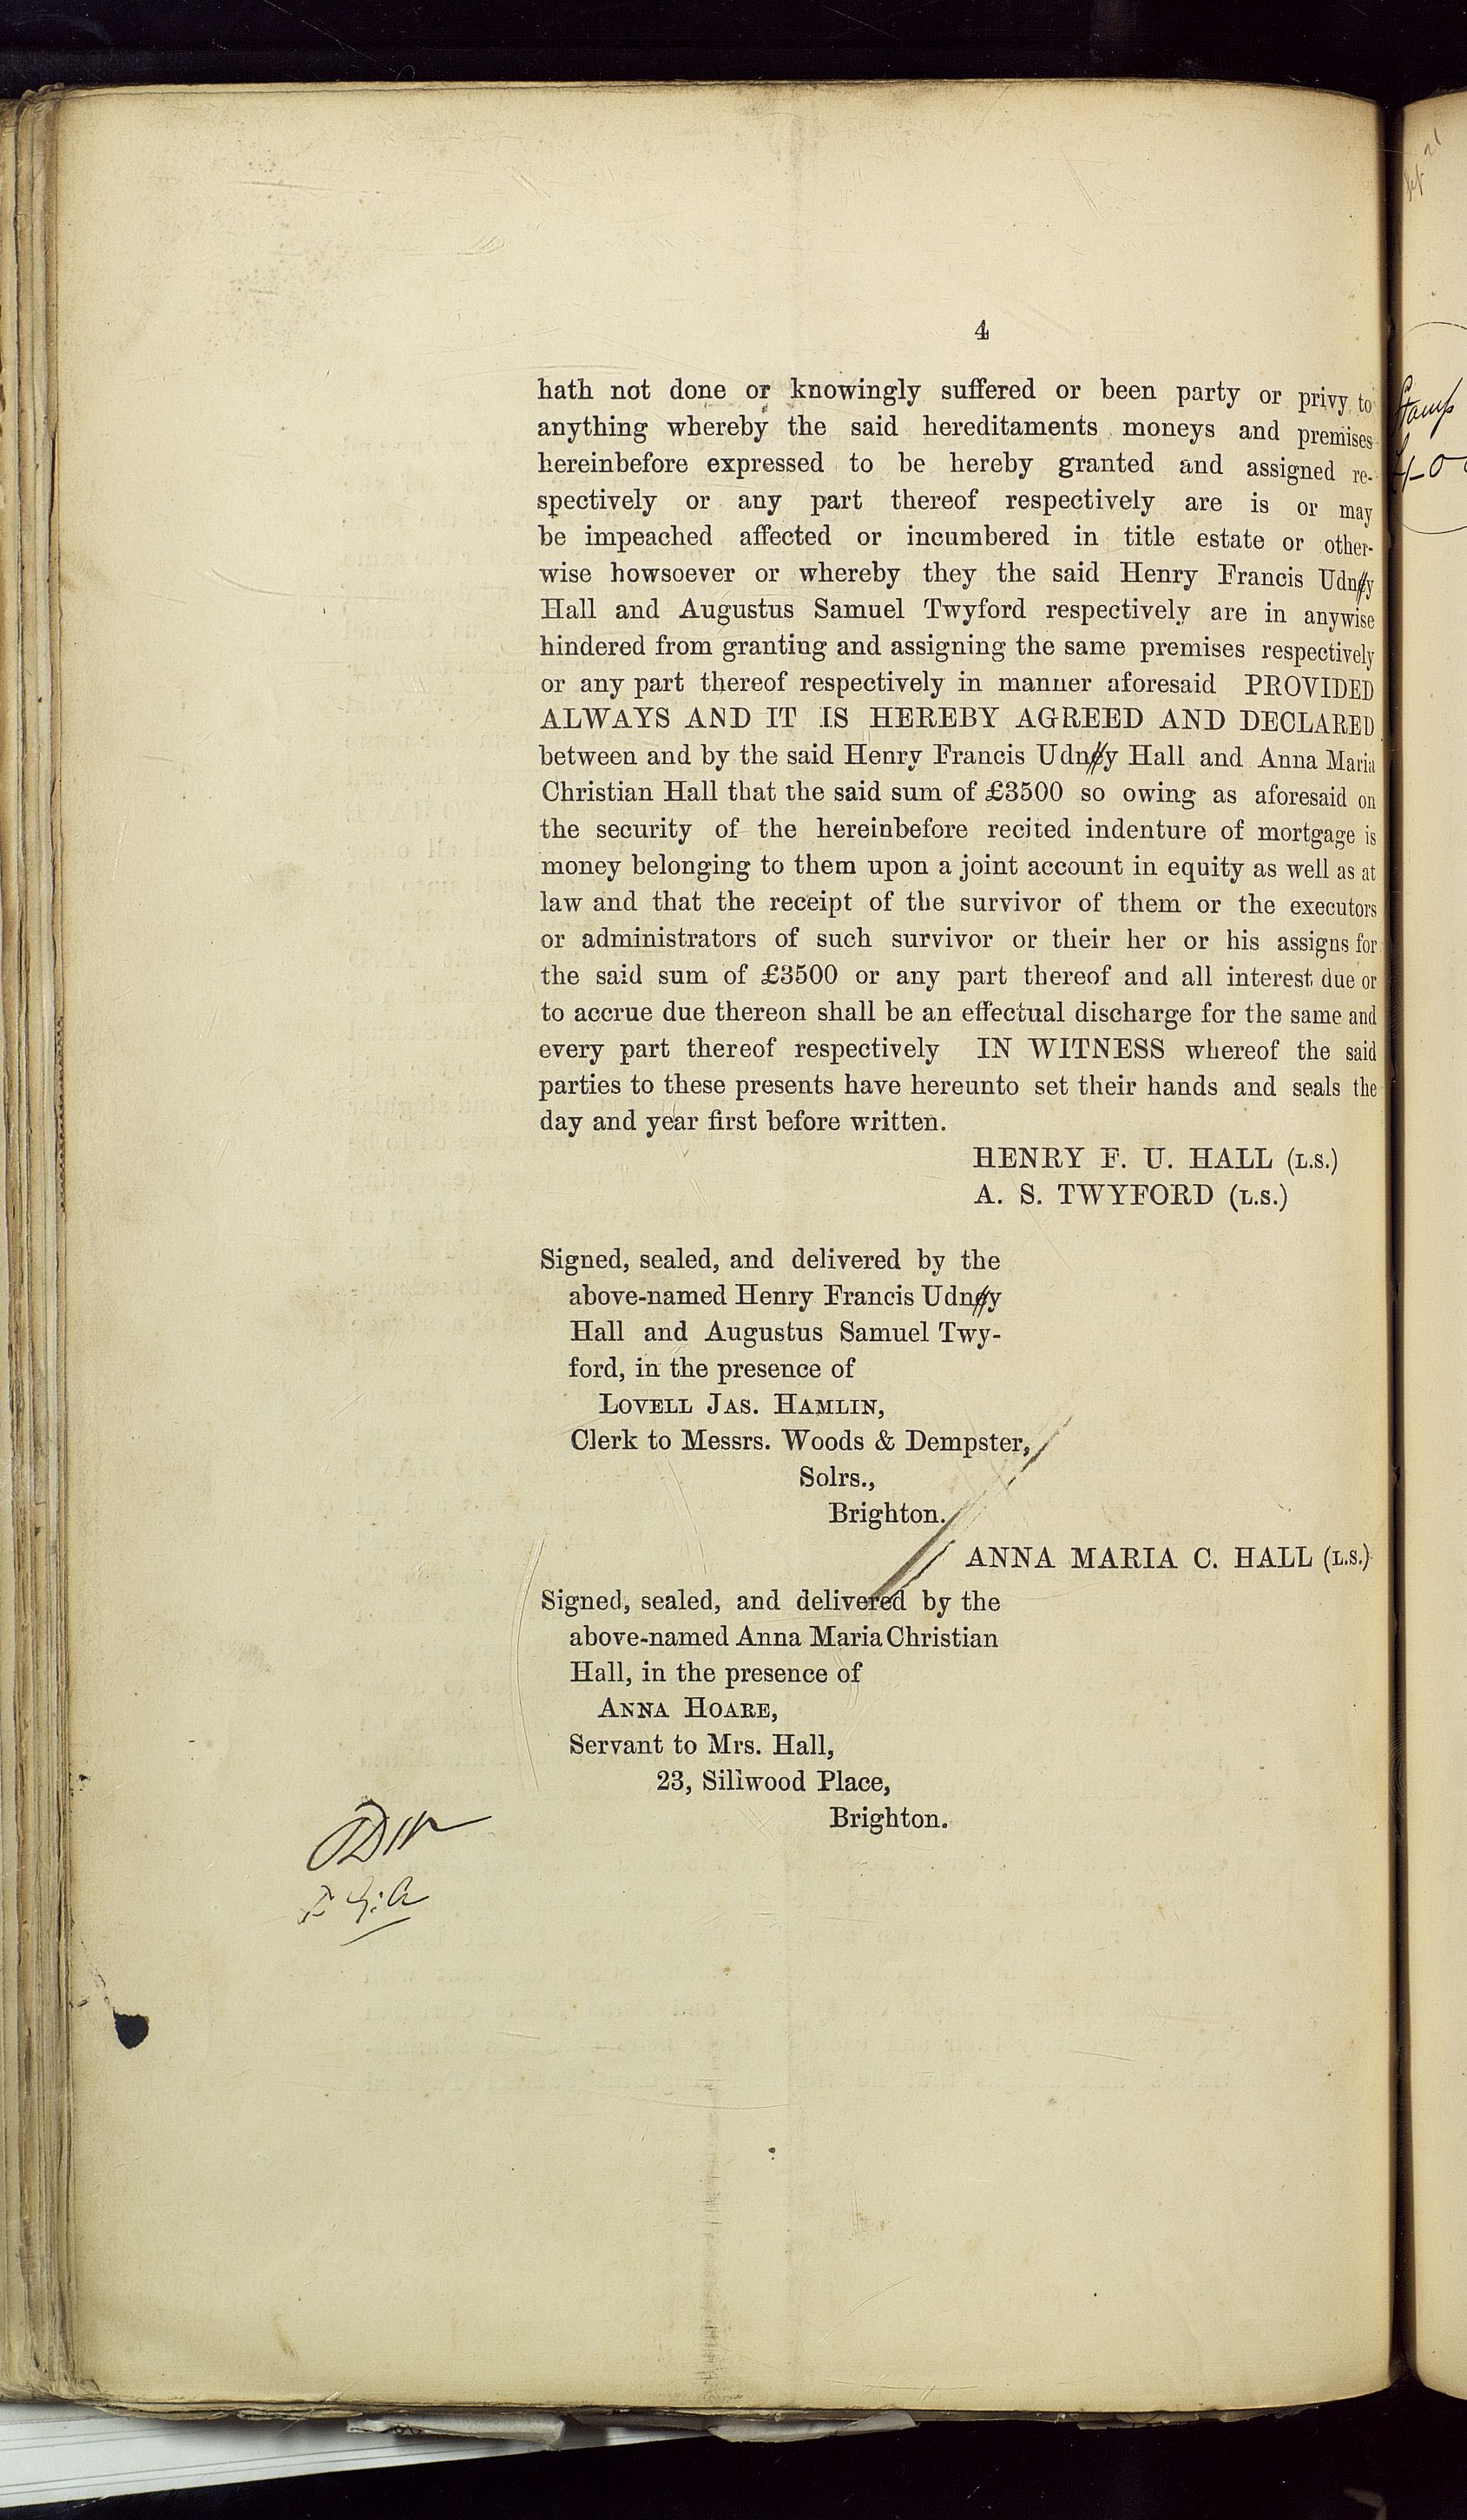 4
hath not done or knowingly suffered or been party or privy to
anything whereby the said hereditaments moneys and premises
hereinbefore expressed to be hereby granted and assigned re-
spectively or any part thereof respectively are is or may
be impeached affected or incumbered in title estate or other-
wise howsoever or whereby they the said Henry Francis Udny
Hall and Augustus Samuel Twyford respectively are in anywise
hindered from granting and assigning the same premises respectively
or any part thereof respectively in manner aforesaid PROVIDED
ALWAYS AND IT IS HEREBY AGREED AND DECLARED
between and by the said Henry Francis Udny Hall and Anna Maria
Christian Hall that the said sum of £3500 so owing as aforesaid on
the security of the hereinbefore recited indenture of mortgage is
money belonging to them upon a joint account in equity as well as at
law and that the receipt of the survivor of them or the executors
or administrators of such survivor or their her or his assigns for
the said sum of £3500 or any part thereof and all interest due or
to accrue due thereon shall be an effectual discharge for the same and
every part thereof respectively IN WITNESS whereof the said
parties to these presents have hereunto set their hands and seals the
day and year first before written.
HENRY F. U. HALL (L.S.)
A. S. TWYFORD (L.S.)
Signed, sealed, and delivered by the
above-named Henry Francis Udny
Hall and Augustus Samuel Twy-
ford, in the presence of
LOVELL JAS. HAMLIN,
Clerk to Messrs. Woods & Dempster,
Solrs.,
Brighton.
ANNA MARIA C. HALL (L.S.)
Signed, sealed, and delivered by the
above-named Anna Maria Christian
Hall, in the presence of
ANNA HOARE,
Servant to Mrs. Hall,
23, Sillwood Place,
Brighton.
Stamp